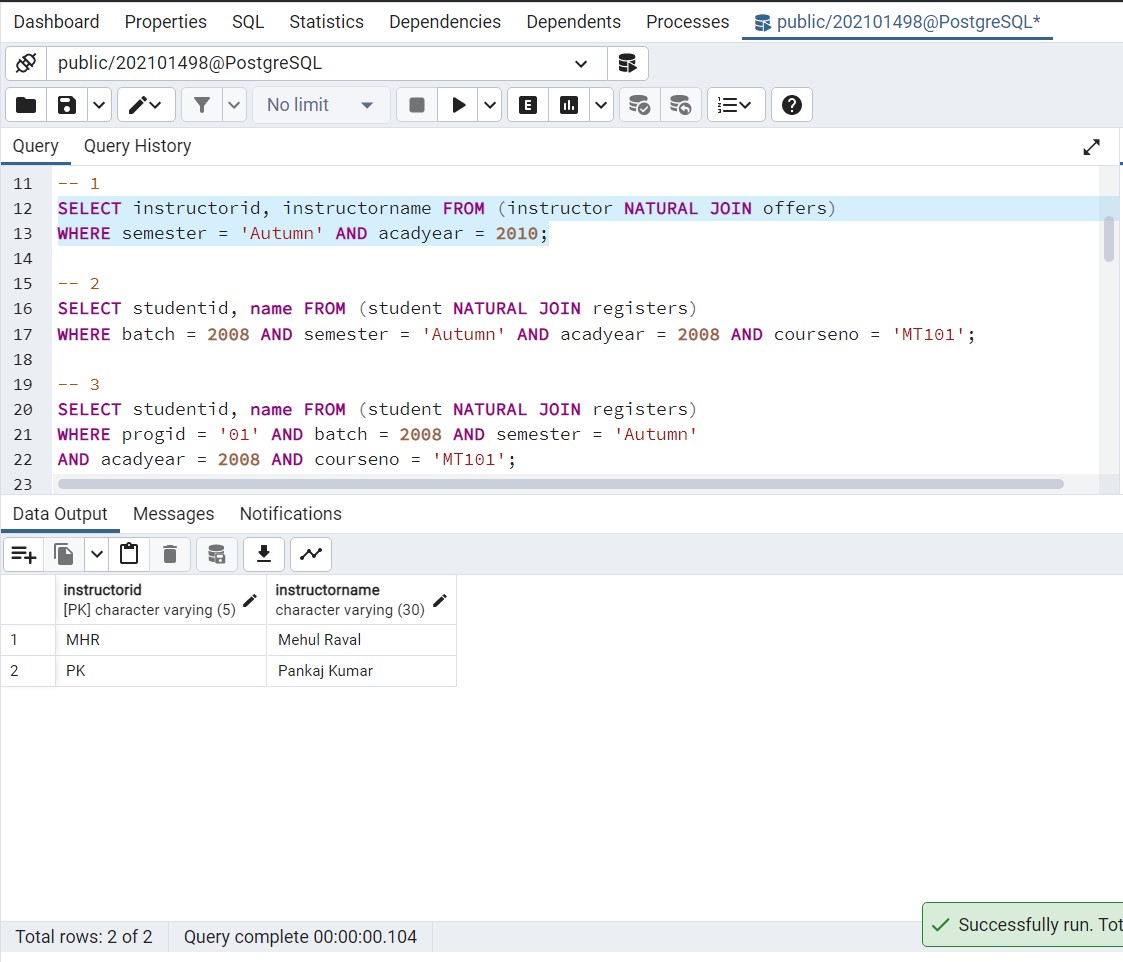 Dashboard Properties SQL Statistics Dependencies Dependents Processes public/202101498@PostgreSQL*
public/202101498@PostgreSQL
No limit E
Query Query History
11 -- 1
12 SELECT instructorid, instructorname FROM (instructor NATURAL JOIN offers)
13 WHERE semester = 'Autumn' AND acadyear = 2010;
14
15 -- 2
16 SELECT studentid, name FROM (student NATURAL JOIN registers)
17 WHERE batch = 2008 AND semester = 'Autumn' AND acadyear = 2008 AND courseno = 'MT101';
18
19 -- 3
20 SELECT studentid, name FROM (student NATURAL JOIN registers)
21 WHERE progid = '01' AND batch = 2008 AND semester = 'Autumn'
22 AND acadyear = 2008 AND courseno = 'MT101';
23
Data Output Messages Notifications
instructorid instructorname
[PK] character varying (5) character varying (30)
1 MHR Mehul Raval
2 PK Pankaj Kumar
Successfully run. Tot
Total rows: 2 of 2 Query complete 00:00:00.104